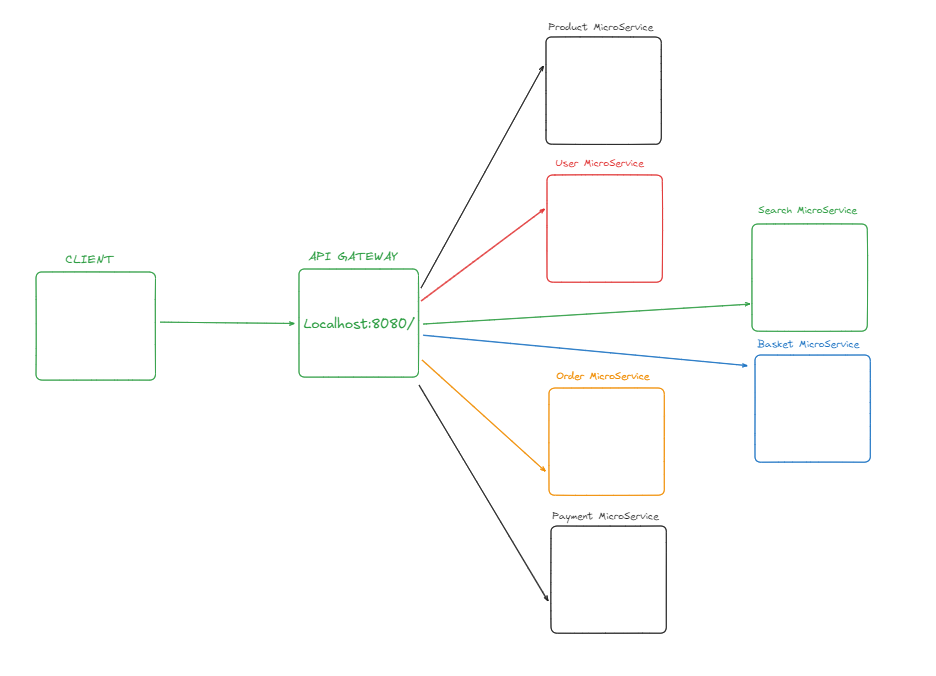 Product MicroService
User MicroService
Search MicroService
CLIENT
API GATEWAY
Localhost:8080/
Basket MicroService
Order MicroService
Payment MicroService